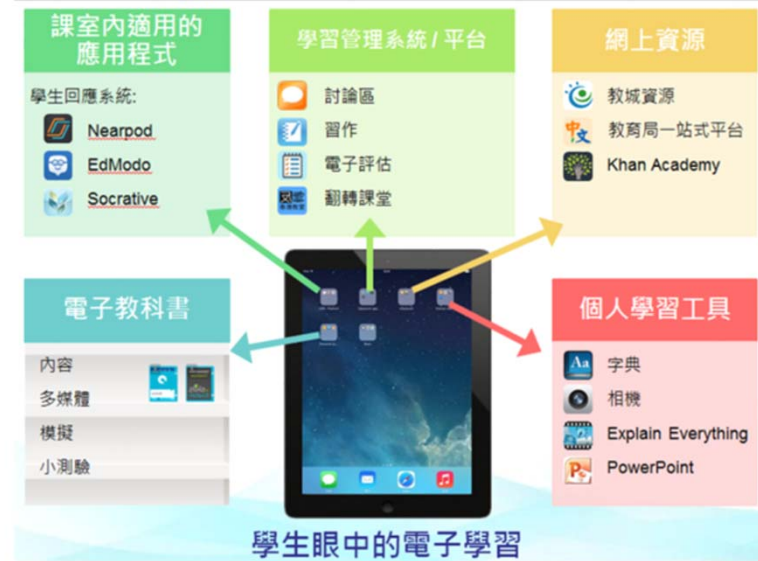 課室內適用的
應用程式
學生回應系統:
Nearpod
EdModo
Socrative
學習管理系統 / 平台
討論區
習作
電子評估
翻轉課堂
網上資源
教城資源
中文
教育局一站式平台
Khan Academy
電子教科書
內容
多媒體
模擬
小測驗
個人學習工具
Aa
字典
相機
Explain Everything
P
PowerPoint
學生眼中的電子學習